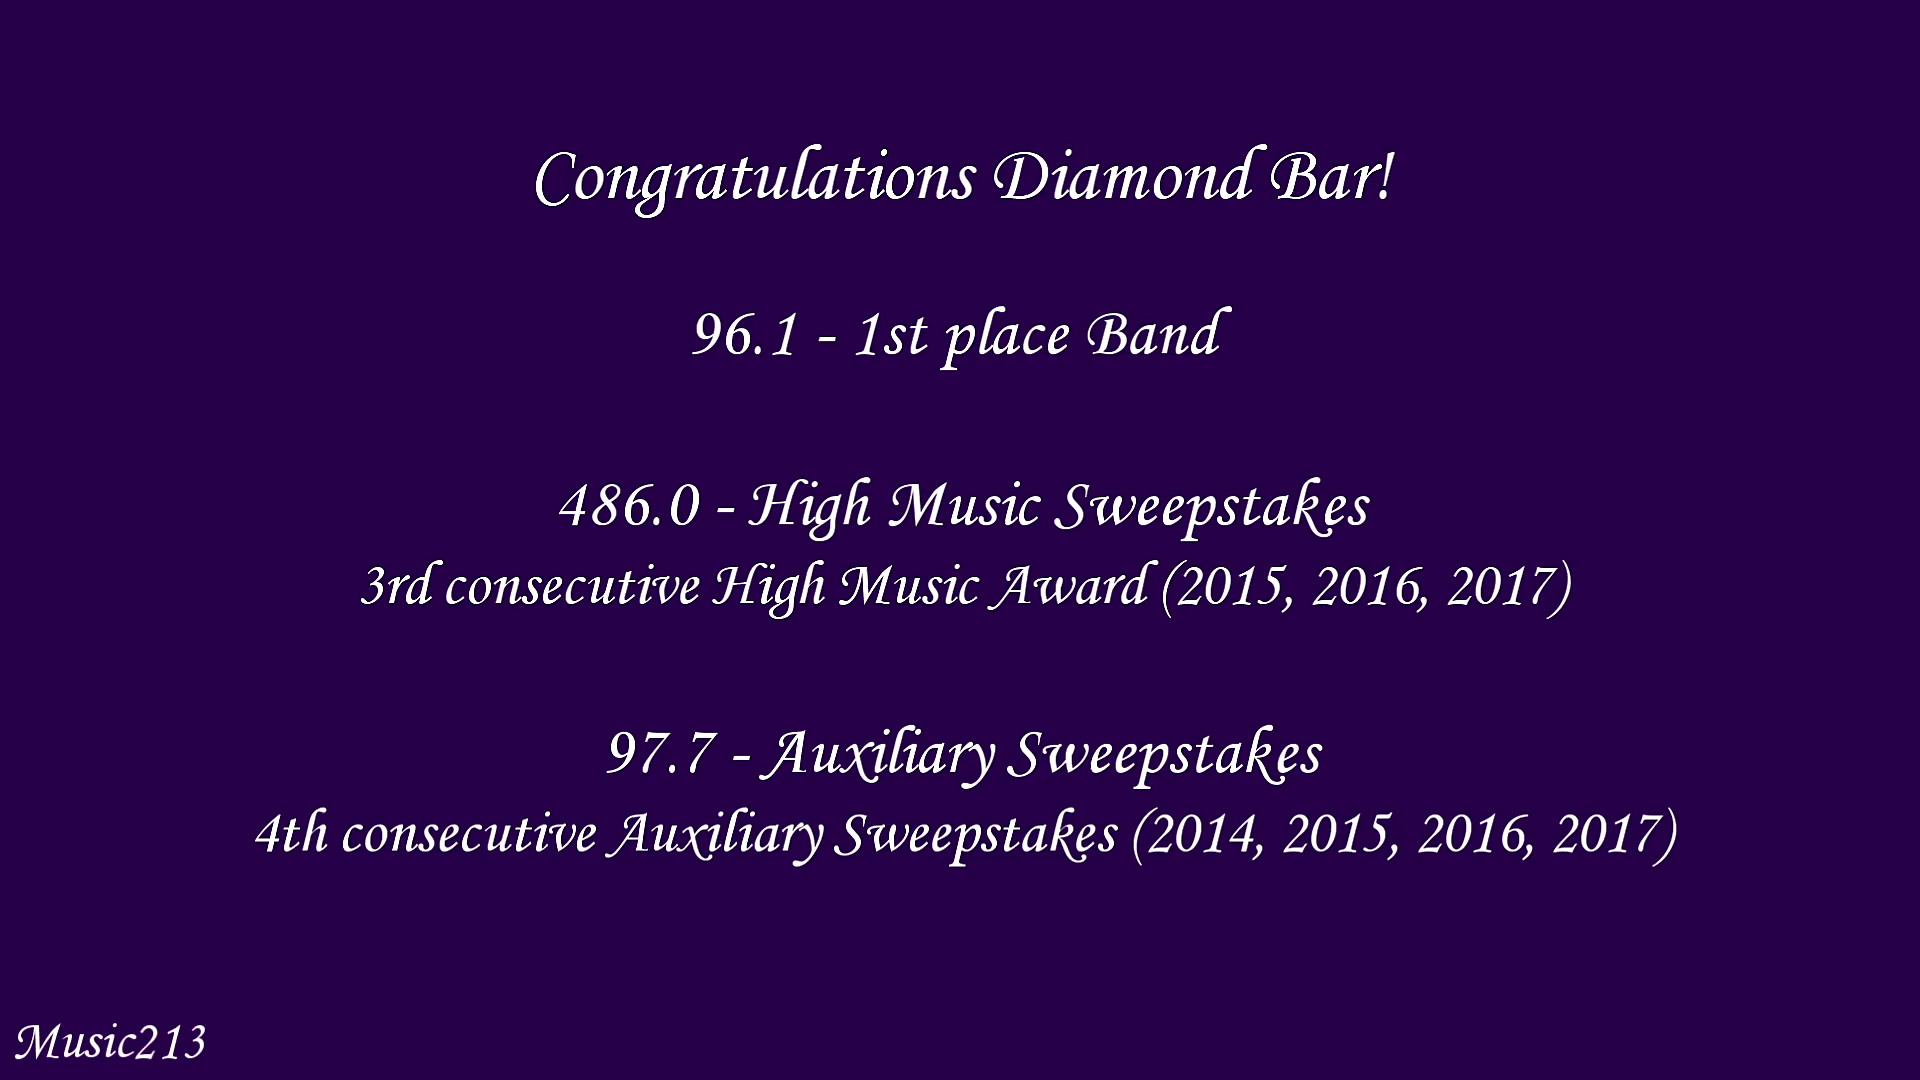 Congratulations Diamond Bar!
96.1 - 1st place Band
486.0 - High Music Sweepstakes
3rd consecutive High Music Award (2015, 2016, 2017)
97.7 - Auxiliary Sweepstakes
4th consecutive Auxiliary Sweepstakes (2014, 2015, 2016, 2017)
Music213